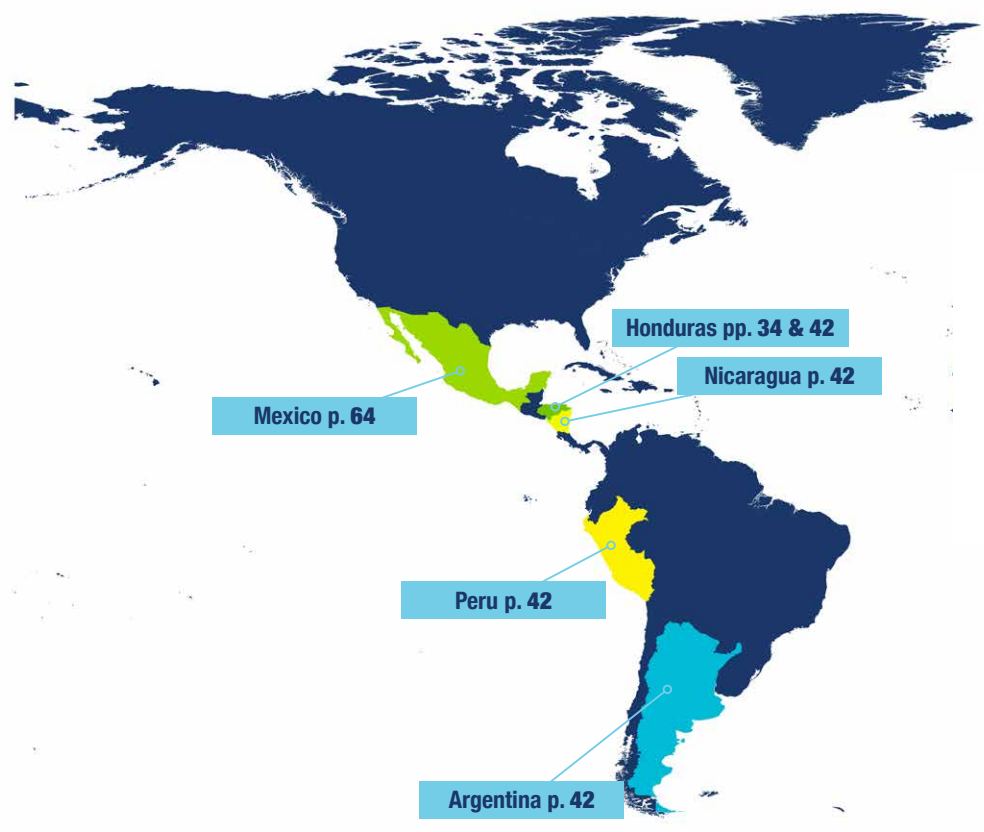 Honduras pp. 34 & 42
Nicaragua p. 42
Mexico p. 64
Peru p. 42
Argentina p. 42